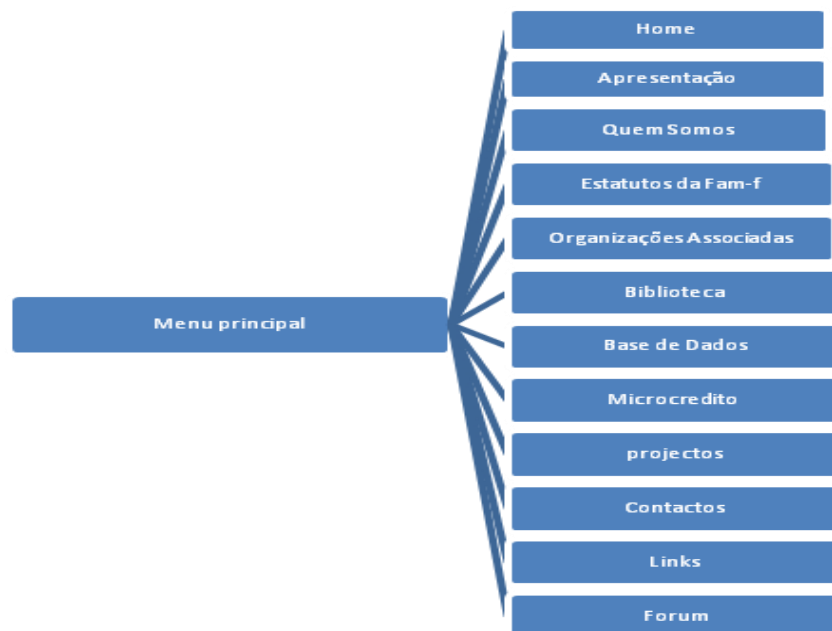 Home
Apresentação
Quem Somos
Estatutos da Fam-f
Organizações Associadas
Menu principal
Biblioteca
Base de Dados
Microcredito
projectos
Contactos
Links
Forum